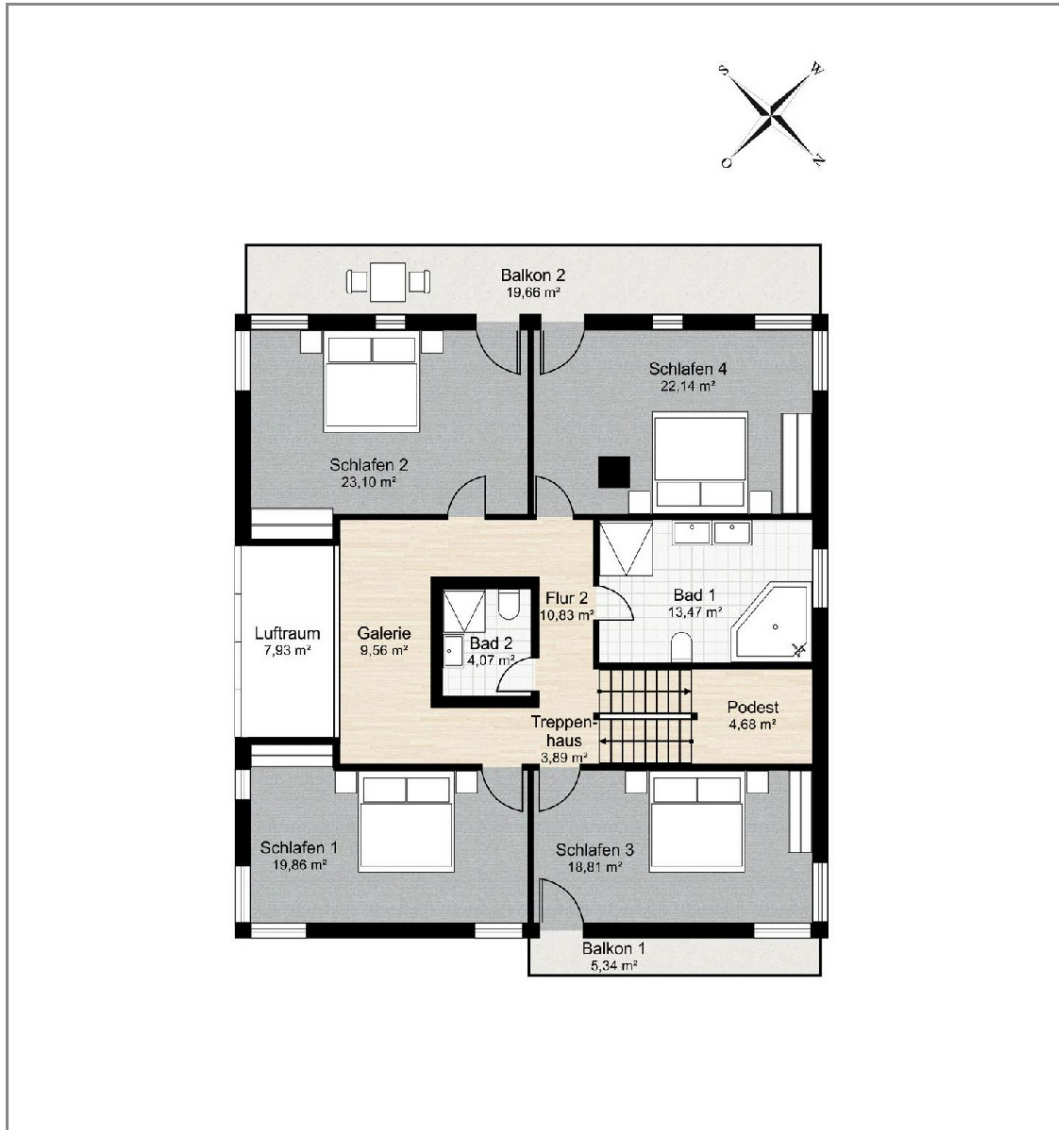 S
W
O
N
Balkon 2
19,66 m²
Schlafen 4
22,14 m²
Schlafen 2
23,10 m²
Flur 2
10,83 m²
Bad 1
13,47 m²
Luftraum
7,93 m²
Galerie
9,56 m²
Bad 2
4,07 m²
Podest
4,68 m²
Treppen-
haus
3,89 m²
Schlafen 1
19,86 m²
Schlafen 3
18,81 m²
Balkon 1
5,34 m²